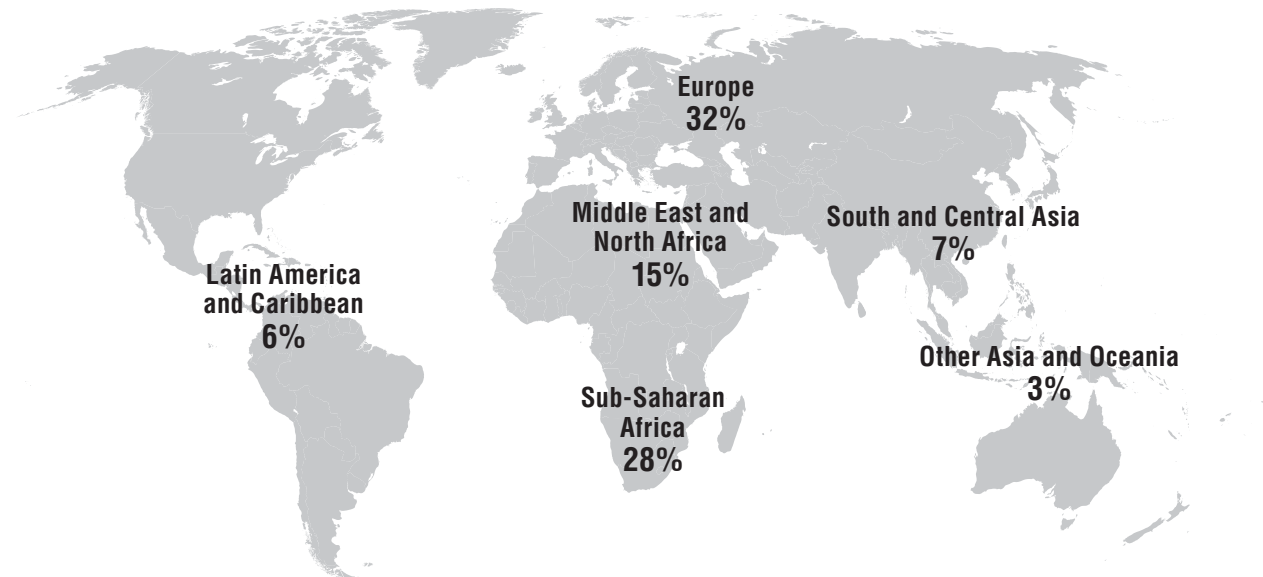 Europe
32%
Middle East and
North Africa
15%
South and Central Asia
7%
Latin America
and Caribbean
6%
Other Asia and Oceania
3%
Sub-Saharan
Africa
28%